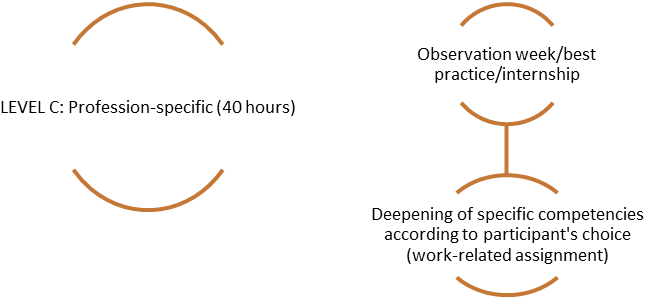 LEVEL C: Profession-specific (40 hours)
Observation week/best
practice/internship
Deepening of specific competencies
according to participant's choice
(work-related assignment)